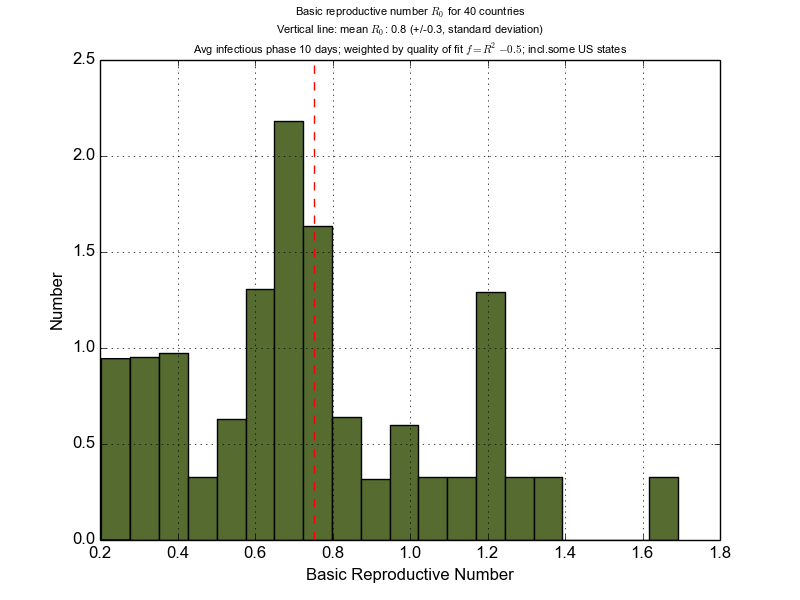 Basic reproductive number R₀ for 40 countries
Vertical line: mean R₀: 0.8 (+/-0.3, standard deviation)
Avg infectious phase 10 days; weighted by quality of fit f=R² −0.5; incl.some US states
2.5
2.0
1.5
1.0
0.5
0.0
Number
0.2 0.4 0.6 0.8 1.0 1.2 1.4 1.6 1.8
Basic Reproductive Number